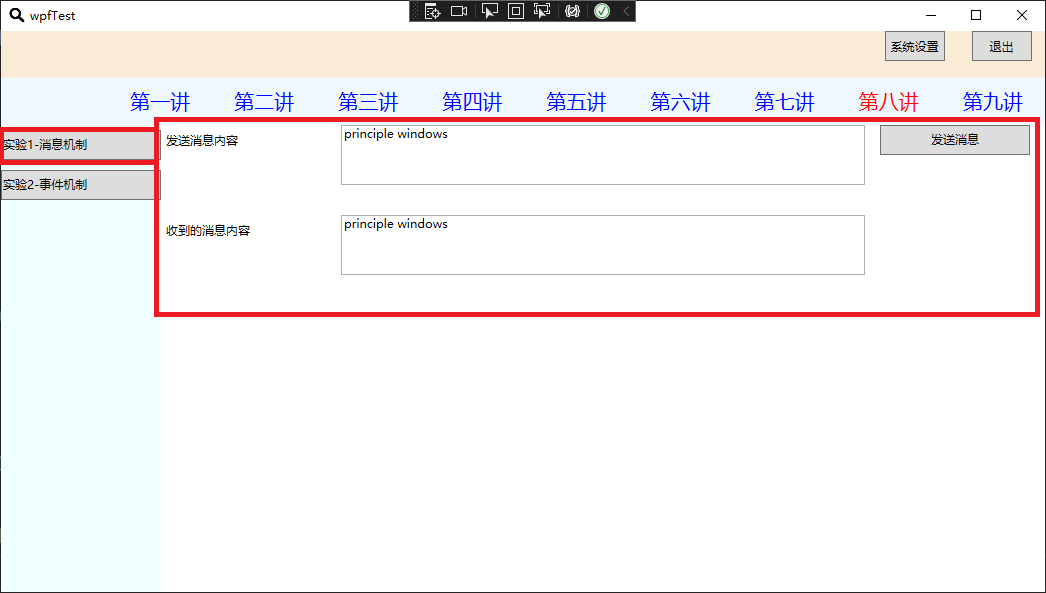 wpfTest
系统设置
退出
第一讲 第二讲 第三讲 第四讲 第五讲 第六讲 第七讲 第八讲 第九讲
实验1-消息机制
实验2-事件机制
发送消息内容
principle windows
发送消息
收到的消息内容
principle windows